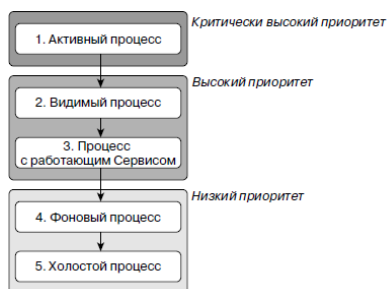 Критически высокий приоритет
1. Активный процесс
Высокий приоритет
2. Видимый процесс
3. Процесс
с работающим Сервисом
Низкий приоритет
4. Фоновый процесс
5. Холостой процесс